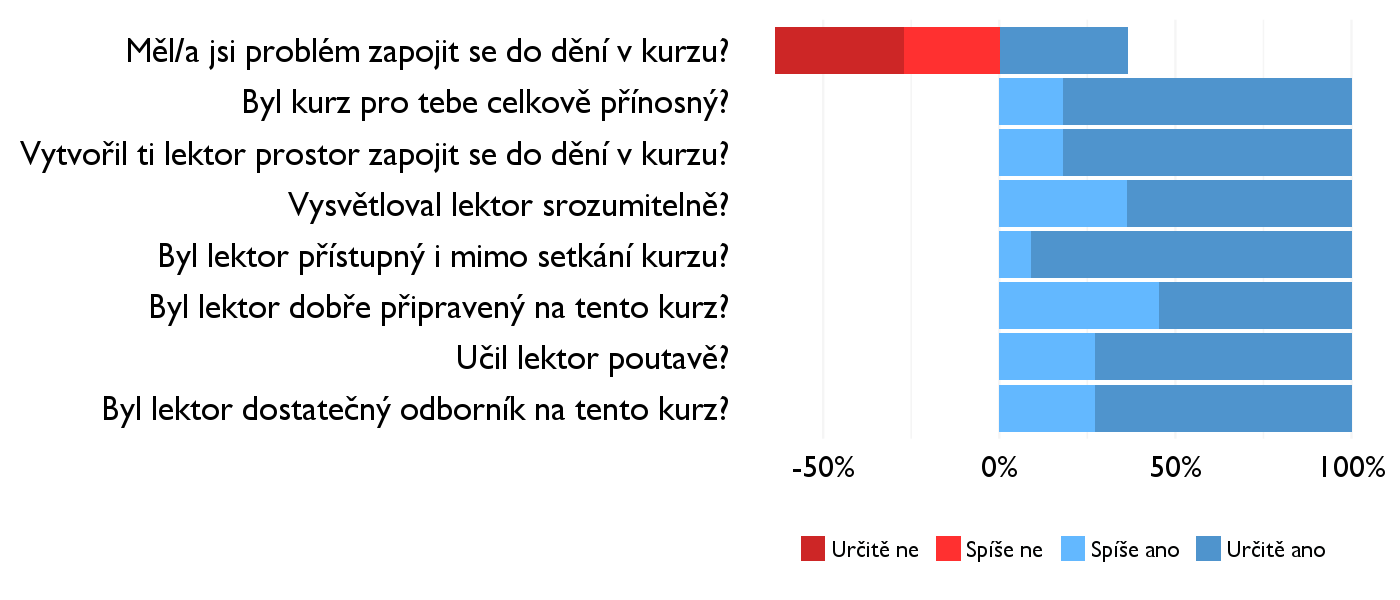 Měl/a jsi problém zapojit se do dění v kurzu?
Byl kurz pro tebe celkově přínosný?
Vytvořil ti lektor prostor zapojit se do dění v kurzu?
Vysvětloval lektor srozumitelně?
Byl lektor přístupný i mimo setkání kurzu?
Byl lektor dobře připravený na tento kurz?
Učil lektor poutavě?
Byl lektor dostatečný odborník na tento kurz?
-50% 0% 50% 100%
Určitě ne Spíše ne Spíše ano Určitě ano